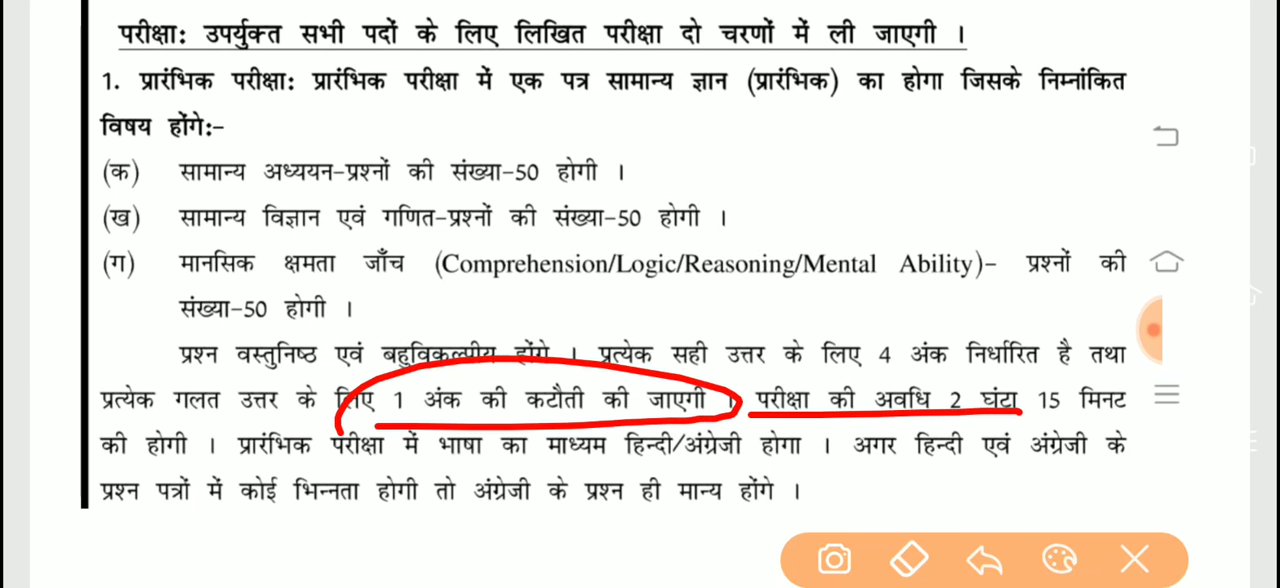 परीक्षा: उपर्युक्त सभी पदों के लिए लिखित परीक्षा दो चरणों में ली जाएगी ।
1. प्रारंभिक परीक्षा: प्रारंभिक परीक्षा में एक पत्र सामान्य ज्ञान (प्रारंभिक) का होगा जिसके निम्नांकित
विषय होंगे:-
(क) सामान्य अध्ययन-प्रश्नों की संख्या-50 होगी ।
(ख) सामान्य विज्ञान एवं गणित-प्रश्नों की संख्या-50 होगी ।
(ग) मानसिक क्षमता जाँच (Comprehension/Logic/Reasoning/Mental Ability)- प्रश्नों की
संख्या-50 होगी ।
प्रश्न वस्तुनिष्ठ एवं बहुविकल्पीय होंगे । प्रत्येक सही उत्तर के लिए 4 अंक निर्धारित है तथा
प्रत्येक गलत उत्तर के लिए 1 अंक की कटौती की जाएगी । परीक्षा की अवधि 2 घंटा 15 मिनट
की होगी । प्रारंभिक परीक्षा में भाषा का माध्यम हिन्दी/अंग्रेजी होगा । अगर हिन्दी एवं अंग्रेजी के
प्रश्न पत्रों में कोई भिन्नता होगी तो अंग्रेजी के प्रश्न ही मान्य होंगे ।